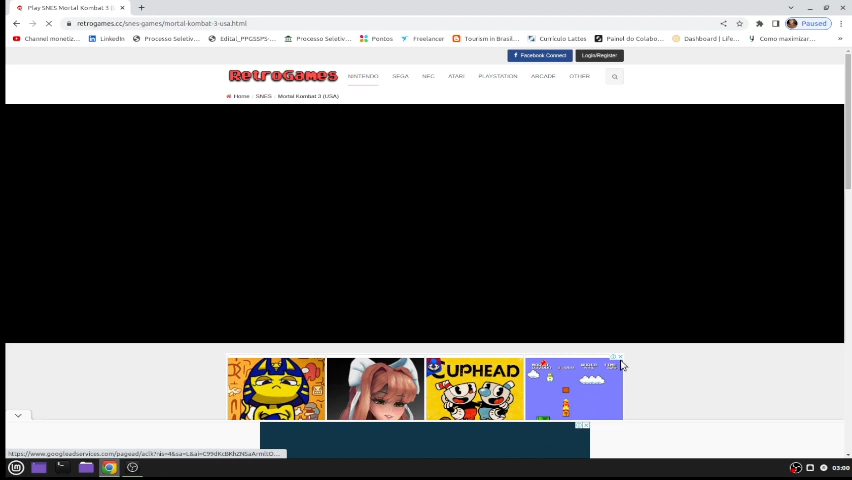 Play SNES Mortal Kombat 3 (
retrogames.cc/snes-games/mortal-kombat-3-usa.html
Paused
Channel monetiz...
LinkedIn
Processo Seletiv...
Edital_PPGSSPS-...
Processo Seletiv...
Pontos
Freelancer
Tourism in Brasil...
Currículo Lattes
Painel do Colabo...
Dashboard | Life...
Como maximizar...
Facebook Connect
Login/Register
RetroGames
NINTENDO SEGA NEC ATARI PLAYSTATION ARCADE OTHER
Home / SNES / Mortal Kombat 3 (USA)
CUPHEAD
03:00